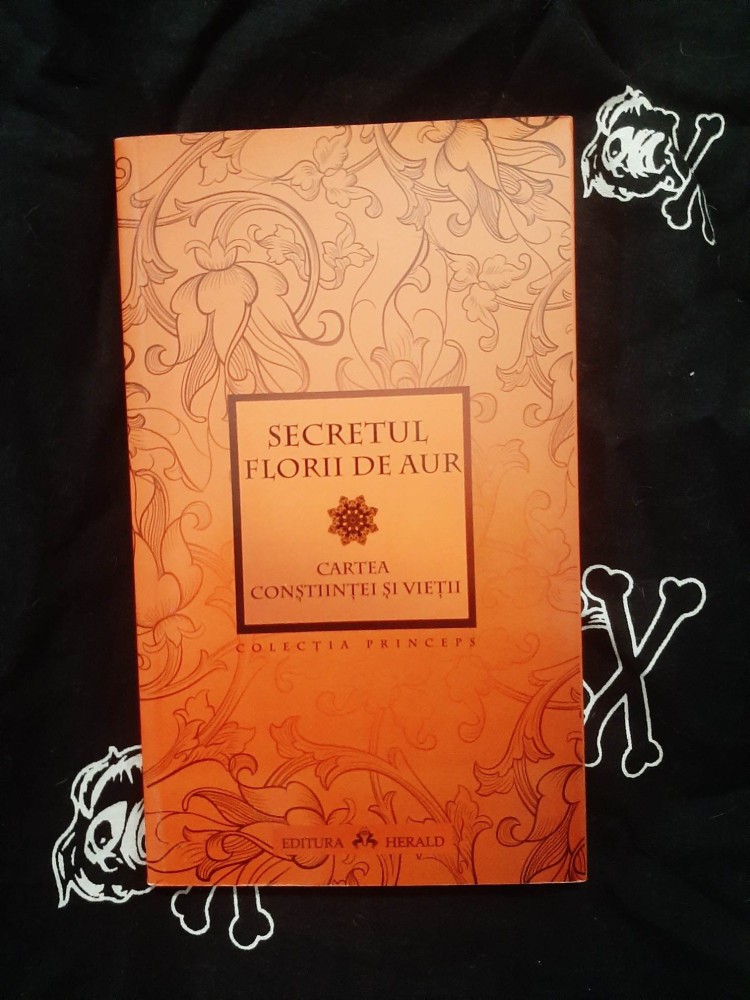 SECRETUL
FLORII DE AUR
CARTEA
CONȘTIINȚEI ȘI VIEȚII
COLECȚIA PRINCEPS
EDITURA HERALD